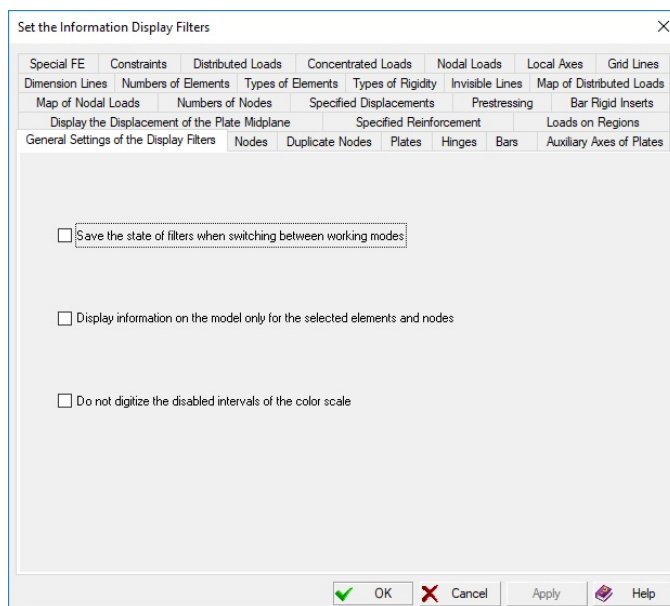 Set the Information Display Filters
Special FE Constraints Distributed Loads Concentrated Loads Nodal Loads Local Axes Grid Lines
Dimension Lines Numbers of Elements Types of Elements Types of Rigidity Invisible Lines Map of Distributed Loads
Map of Nodal Loads Numbers of Nodes Specified Displacements Prestressing Bar Rigid Inserts
Display the Displacement of the Plate Midplane Specified Reinforcement Loads on Regions
General Settings of the Display Filters Nodes Duplicate Nodes Plates Hinges Bars Auxiliary Axes of Plates
Save the state of filters when switching between working modes
Display information on the model only for the selected elements and nodes
Do not digitize the disabled intervals of the color scale
OK Cancel Apply Help